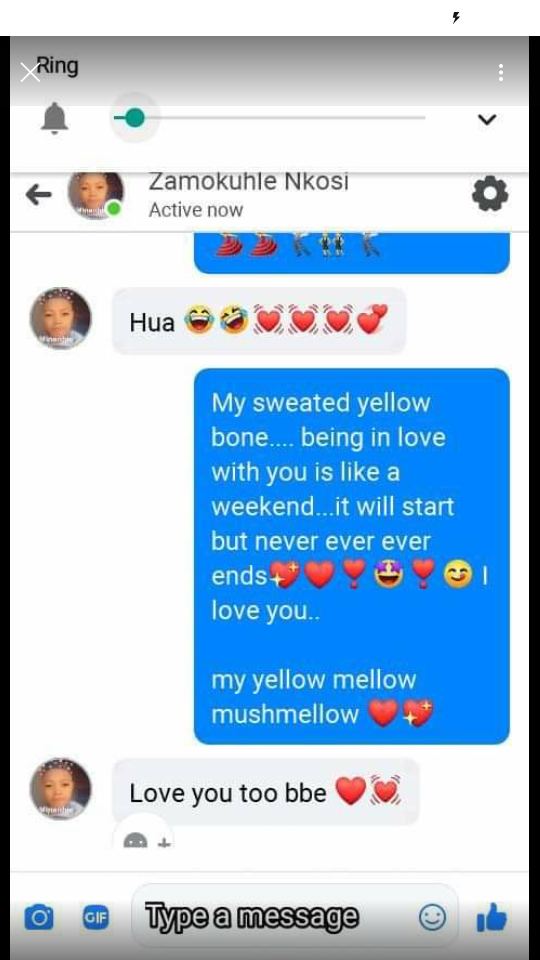 Ring
Zamokuhle Nkosi
Active now
Hua 😂🤣💓💓💓💞
My sweated yellow
bone.... being in love
with you is like a
weekend...it will start
but never ever ever
ends💖❤️❣️🤩❣️😊 I
love you..
my yellow mellow
mushmellow ❤️💖
Love you too bbe ❤️💓
GIF
Type a message